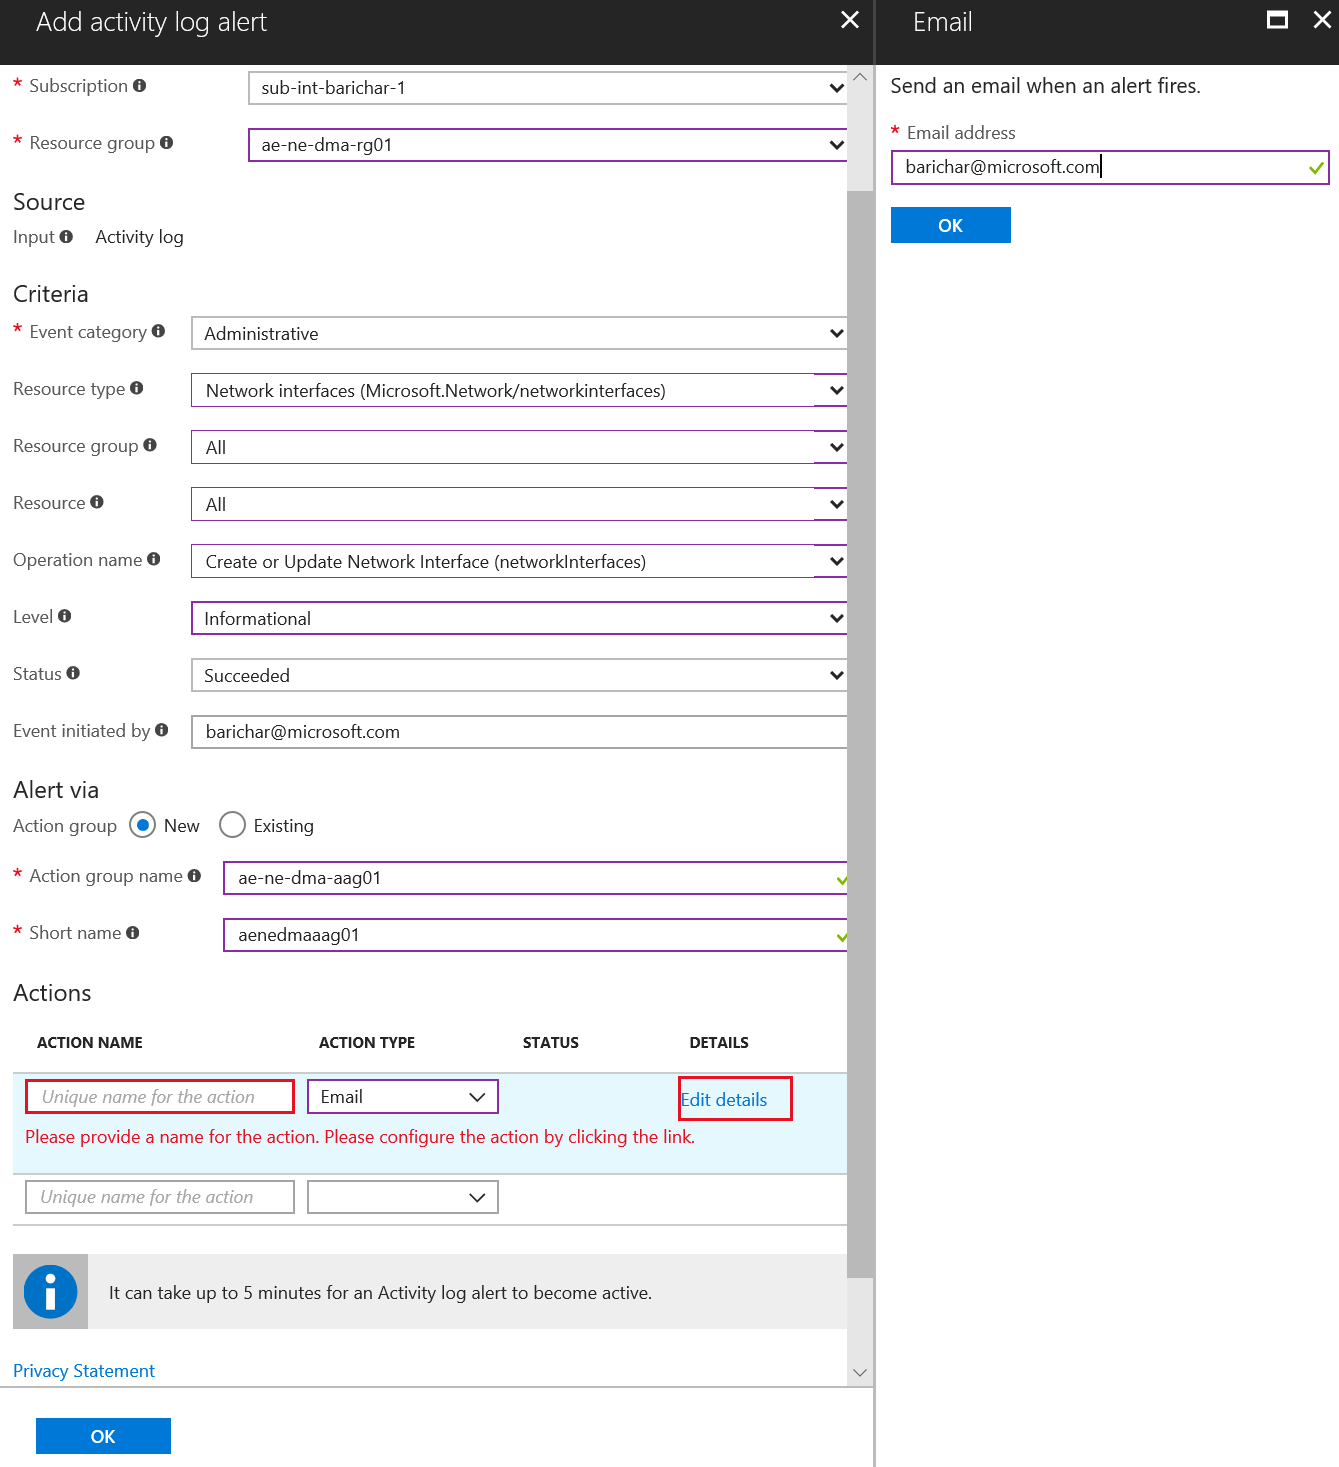 Add activity log alert
* Subscription
sub-int-barichar-1
* Resource group
ae-ne-dma-rg01
Source
Input Activity log
Criteria
* Event category
Administrative
Resource type
Network interfaces (Microsoft.Network/networkinterfaces)
Resource group
All
Resource
All
Operation name
Create or Update Network Interface (networkInterfaces)
Level
Informational
Status
Succeeded
Event initiated by
barichar@microsoft.com
Alert via
Action group New Existing
* Action group name
ae-ne-dma-aag01
* Short name
aenedmaaag01
Actions
ACTION NAME ACTION TYPE STATUS DETAILS
Unique name for the action Email Edit details
Please provide a name for the action. Please configure the action by clicking the link.
Unique name for the action
It can take up to 5 minutes for an Activity log alert to become active.
Privacy Statement
OK
Email
Send an email when an alert fires.
* Email address
barichar@microsoft.com
OK